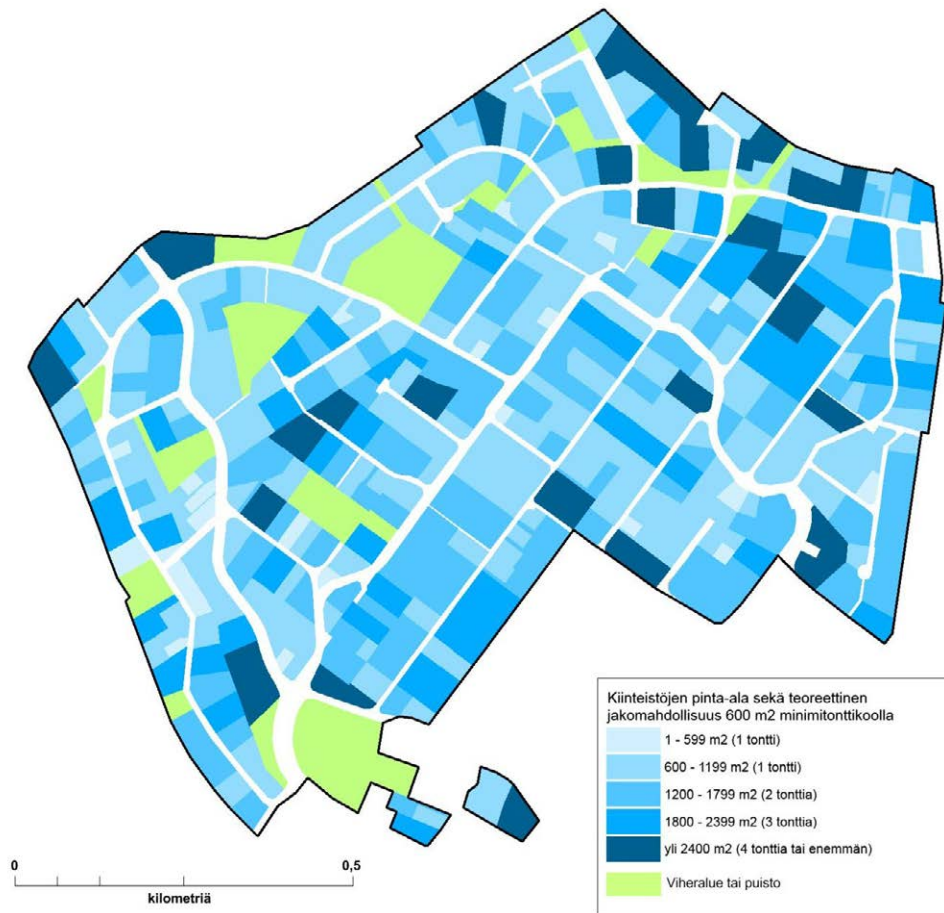 Kiinteistöjen pinta-ala sekä teoreettinen
jakomahdollisuus 600 m2 minimitonttikoolla
1 - 599 m2 (1 tontti)
600 - 1199 m2 (1 tontti)
1200 - 1799 m2 (2 tonttia)
1800 - 2399 m2 (3 tonttia)
yli 2400 m2 (4 tonttia tai enemmän)
Viheralue tai puisto
0 0,5
kilometriä